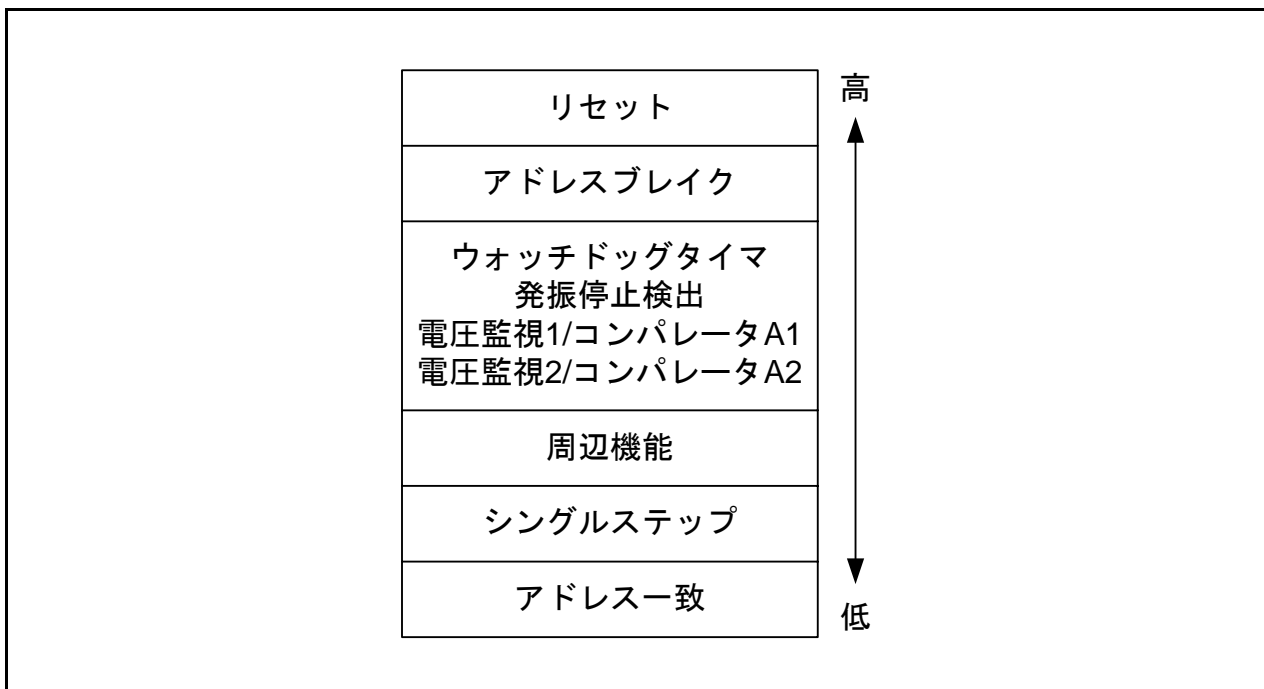 リセット
高
アドレスブレイク
ウォッチドッグタイマ
発振停止検出
電圧監視1/コンパレータA1
電圧監視2/コンパレータA2
周辺機能
シングルステップ
アドレス一致
低